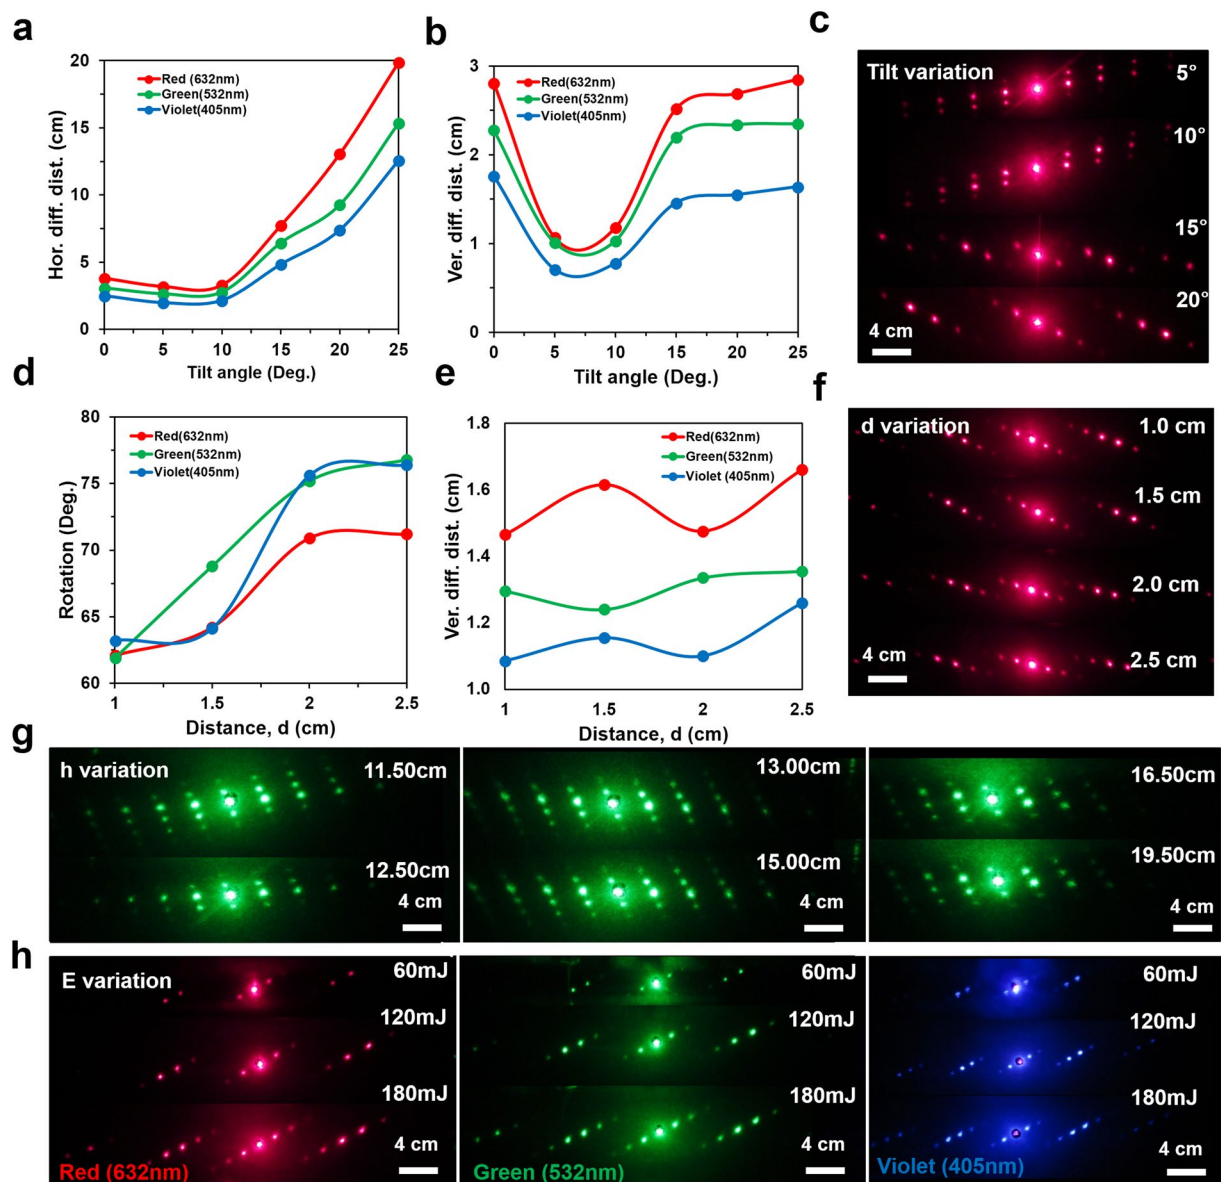 a
Red (632nm)
Green(532nm)
Violet(405nm)
Hor. diff. dist. (cm)
20
15
10
5
0
0 5 10 15 20 25
Tilt angle (Deg.)
b
Red(632nm)
Green(532nm)
Violet(405nm)
Ver. diff. dist. (cm)
3
2
1
0
0 5 10 15 20 25
Tilt angle (Deg.)
c
Tilt variation
5°
10°
15°
20°
4 cm
d
Red(632nm)
Green(532nm)
Violet(405nm)
Rotation (Deg.)
80
75
70
65
60
1 1.5 2 2.5
Distance, d (cm)
e
Red(632nm)
Green(532nm)
Violet (405nm)
Ver. diff. dist. (cm)
1.8
1.6
1.4
1.2
1.0
1 1.5 2 2.5
Distance, d (cm)
f
d variation
1.0 cm
1.5 cm
2.0 cm
2.5 cm
4 cm
g
h variation
11.50cm
12.50cm
4 cm
13.00cm
15.00cm
4 cm
16.50cm
19.50cm
4 cm
h
E variation
60mJ
120mJ
180mJ
4 cm
Red (632nm)
60mJ
120mJ
180mJ
4 cm
Green (532nm)
60mJ
120mJ
180mJ
4 cm
Violet (405nm)